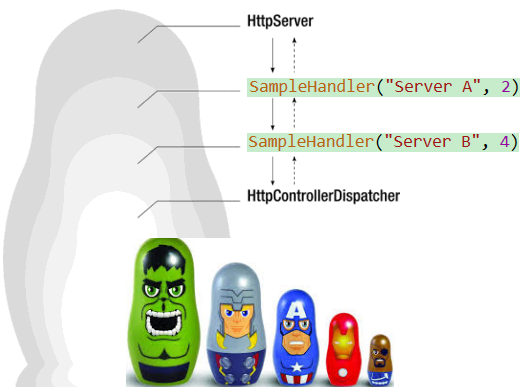 HttpServer
SampleHandler("Server A", 2)
SampleHandler("Server B", 4)
HttpControllerDispatcher
A